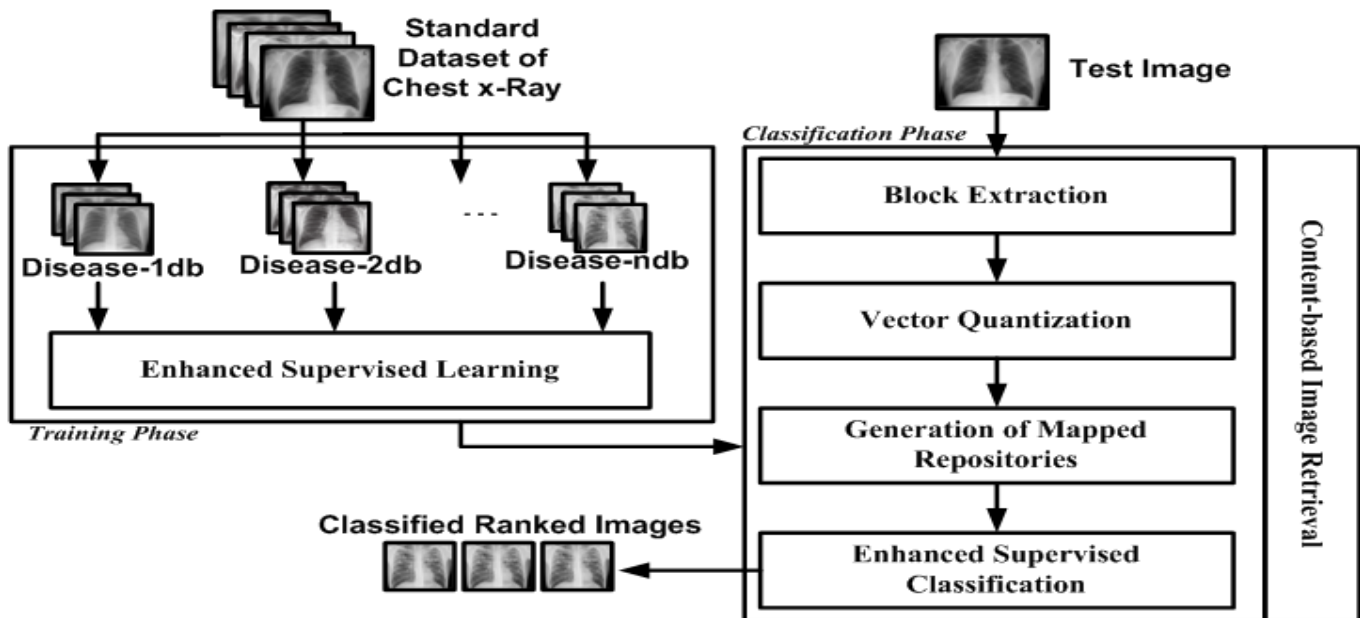 Standard
Dataset of
Chest x-Ray
Disease-1db
Disease-2db
- - -
Disease-ndb
Enhanced Supervised Learning
Training Phase
Test Image
Classification Phase
Block Extraction
Vector Quantization
Generation of Mapped
Repositories
Enhanced Supervised
Classification
Content-based Image Retrieval
Classified Ranked Images